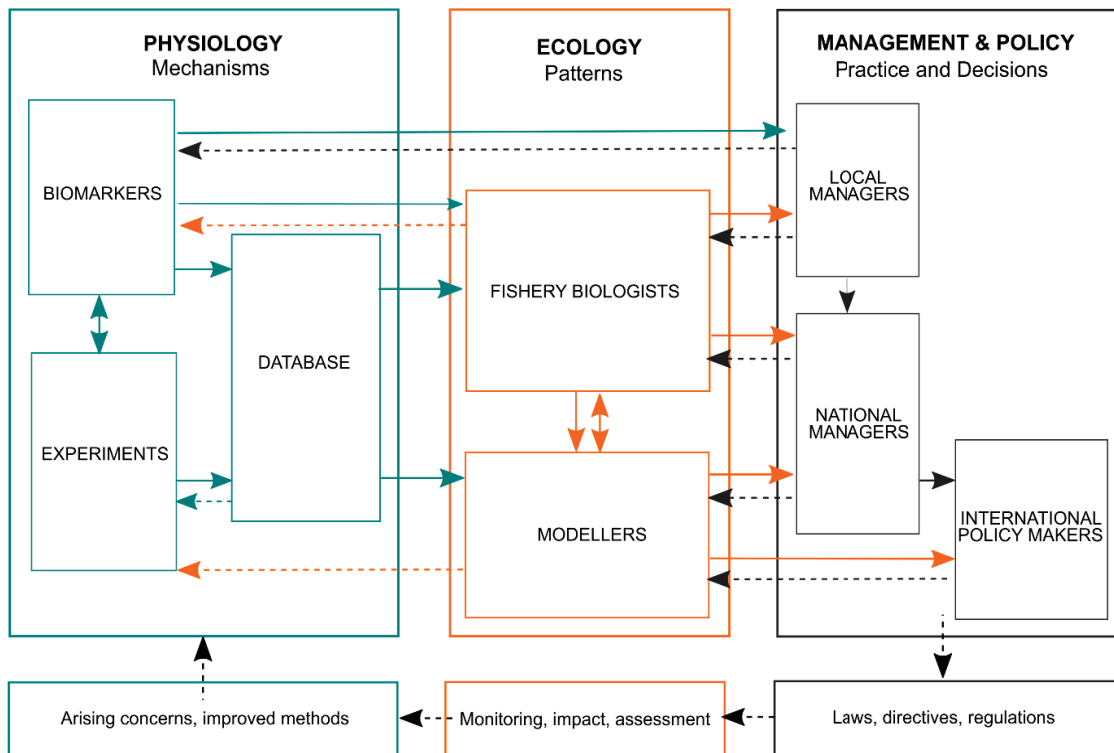 PHYSIOLOGY
Mechanisms
ECOLOGY
Patterns
MANAGEMENT & POLICY
Practice and Decisions
BIOMARKERS
EXPERIMENTS
DATABASE
FISHERY BIOLOGISTS
MODELLERS
LOCAL
MANAGERS
NATIONAL
MANAGERS
INTERNATIONAL
POLICY MAKERS
Arising concerns, improved methods
Monitoring, impact, assessment
Laws, directives, regulations